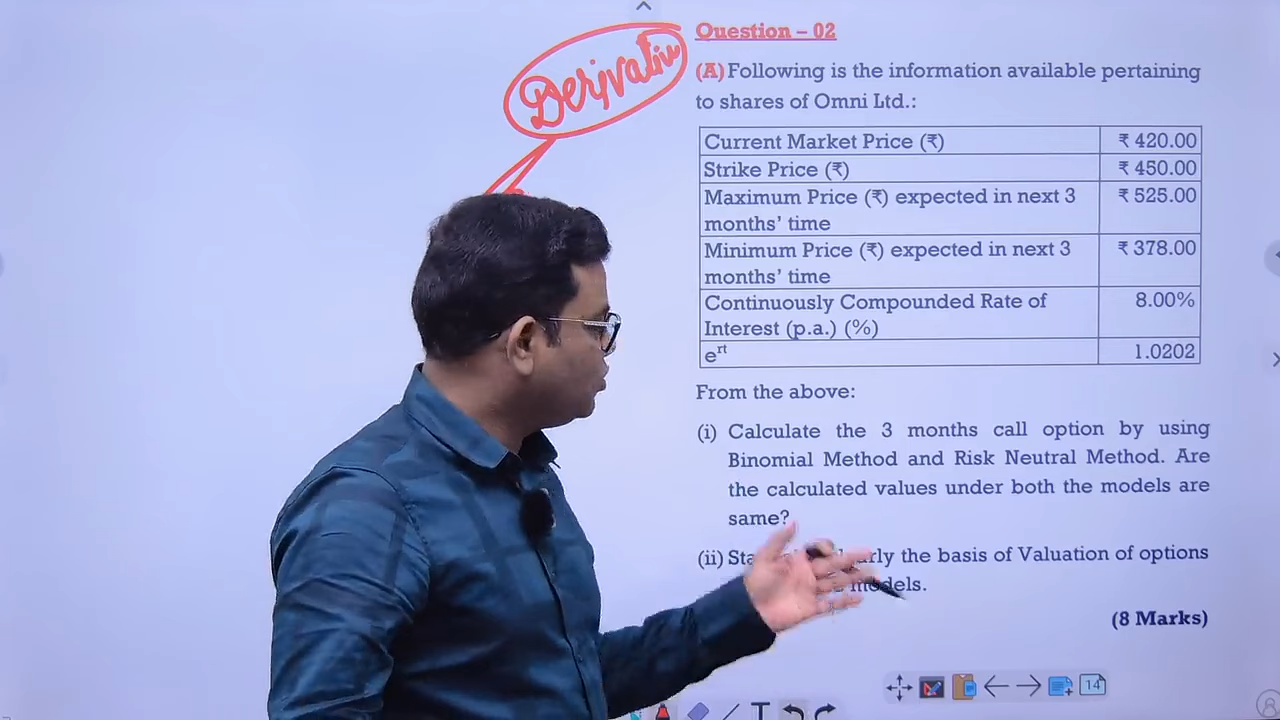 Derivativ
Question – 02
(A) Following is the information available pertaining
to shares of Omni Ltd.:
Current Market Price (₹) ₹ 420.00
Strike Price (₹) ₹ 450.00
Maximum Price (₹) expected in next 3 ₹ 525.00
months’ time
Minimum Price (₹) expected in next 3 ₹ 378.00
months’ time
Continuously Compounded Rate of 8.00%
Interest (p.a.) (%)
e^rt 1.0202
From the above:
(i) Calculate the 3 months call option by using
Binomial Method and Risk Neutral Method. Are
the calculated values under both the models are
same?
(ii) the basis of Valuation of options
models.
(8 Marks)
14
T